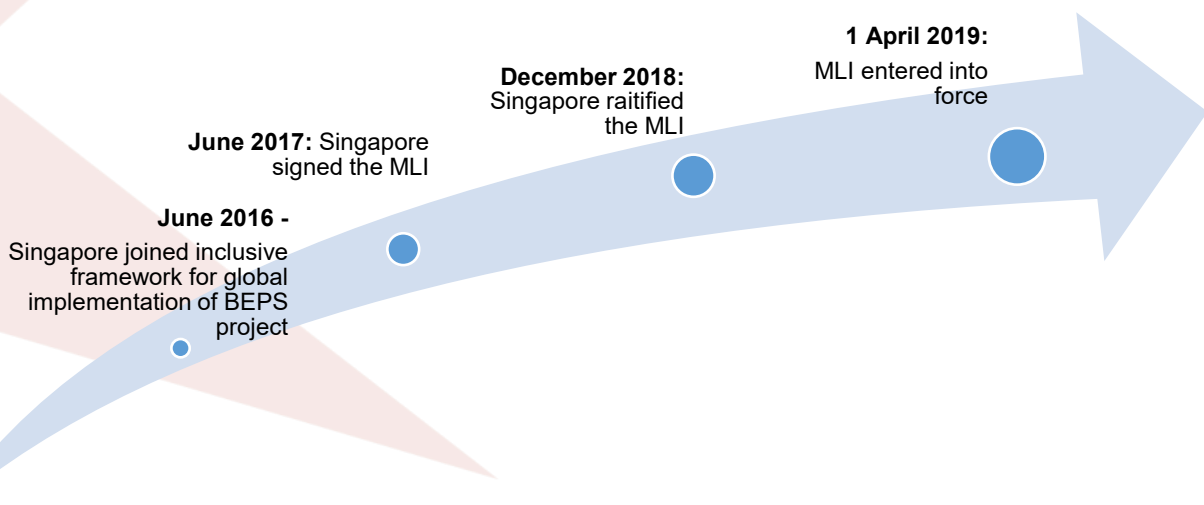 June 2016 -
Singapore joined inclusive
framework for global
implementation of BEPS
project
June 2017: Singapore
signed the MLI
December 2018:
Singapore raitified
the MLI
1 April 2019:
MLI entered into
force